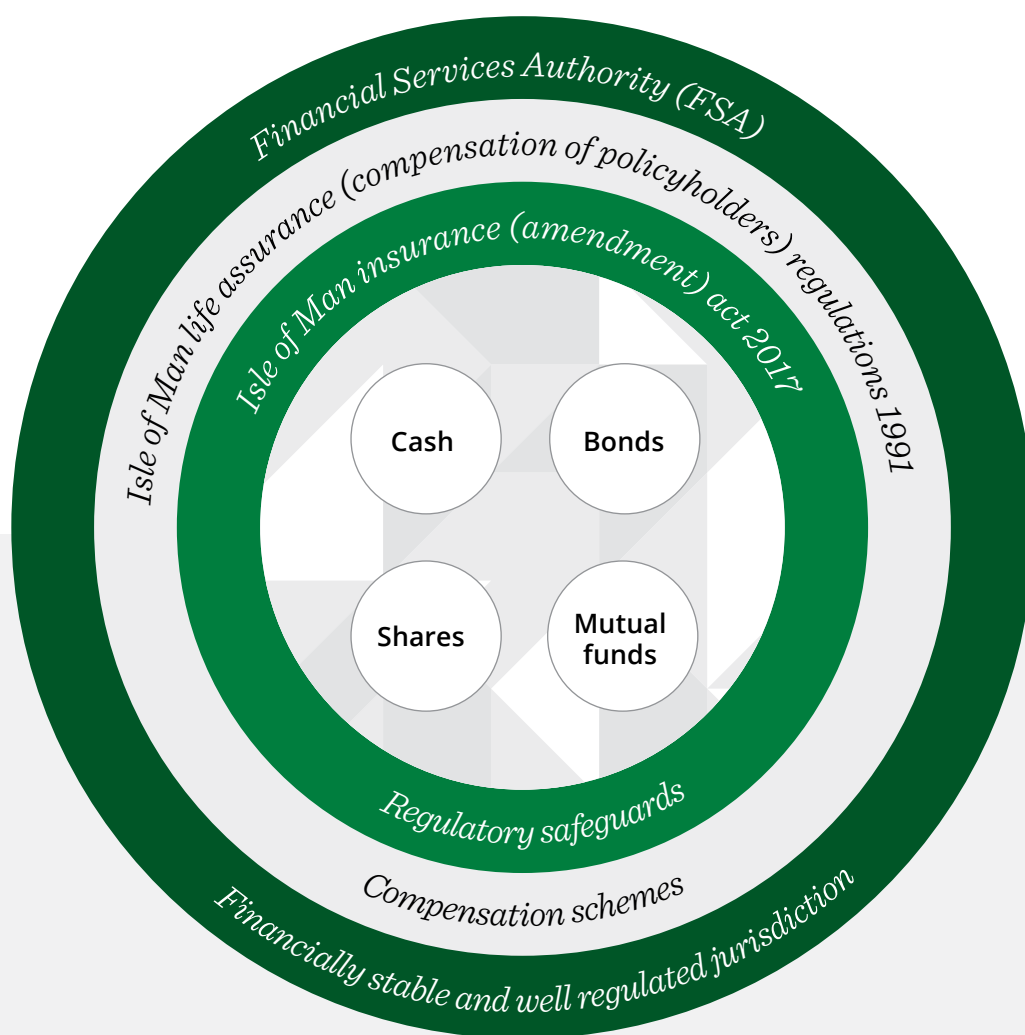 Financial Services Authority (FSA)
Isle of Man life assurance (compensation of policyholders) regulations 1991
Isle of Man insurance (amendment) act 2017
Cash
Bonds
Shares
Mutual
funds
Regulatory safeguards
Compensation schemes
Financially stable and well regulated jurisdiction